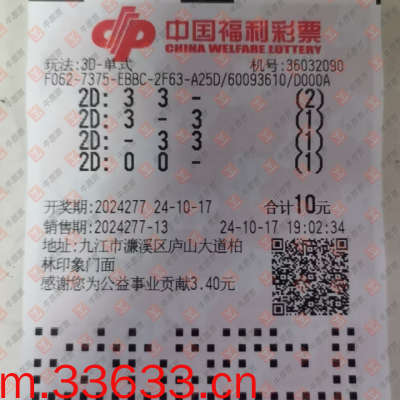 中国福利彩票
CHINA WELFARE LOTTERY
玩法:3D-单式 机号:36032090
F062-7375-EBBC-2F63-A25D/60093610/D000A
2D: 3 3 - (2)
2D: 3 - 3 (1)
2D: - 3 3 (1)
2D: 0 0 - (1)
开奖期:2024277 24-10-17 合计10元
销售期:2024277-13 24-10-17 19:02:34
地址:九江市濂溪区庐山大道柏
林印象门面
感谢您为公益事业贡献3.40元
m.33633.cn